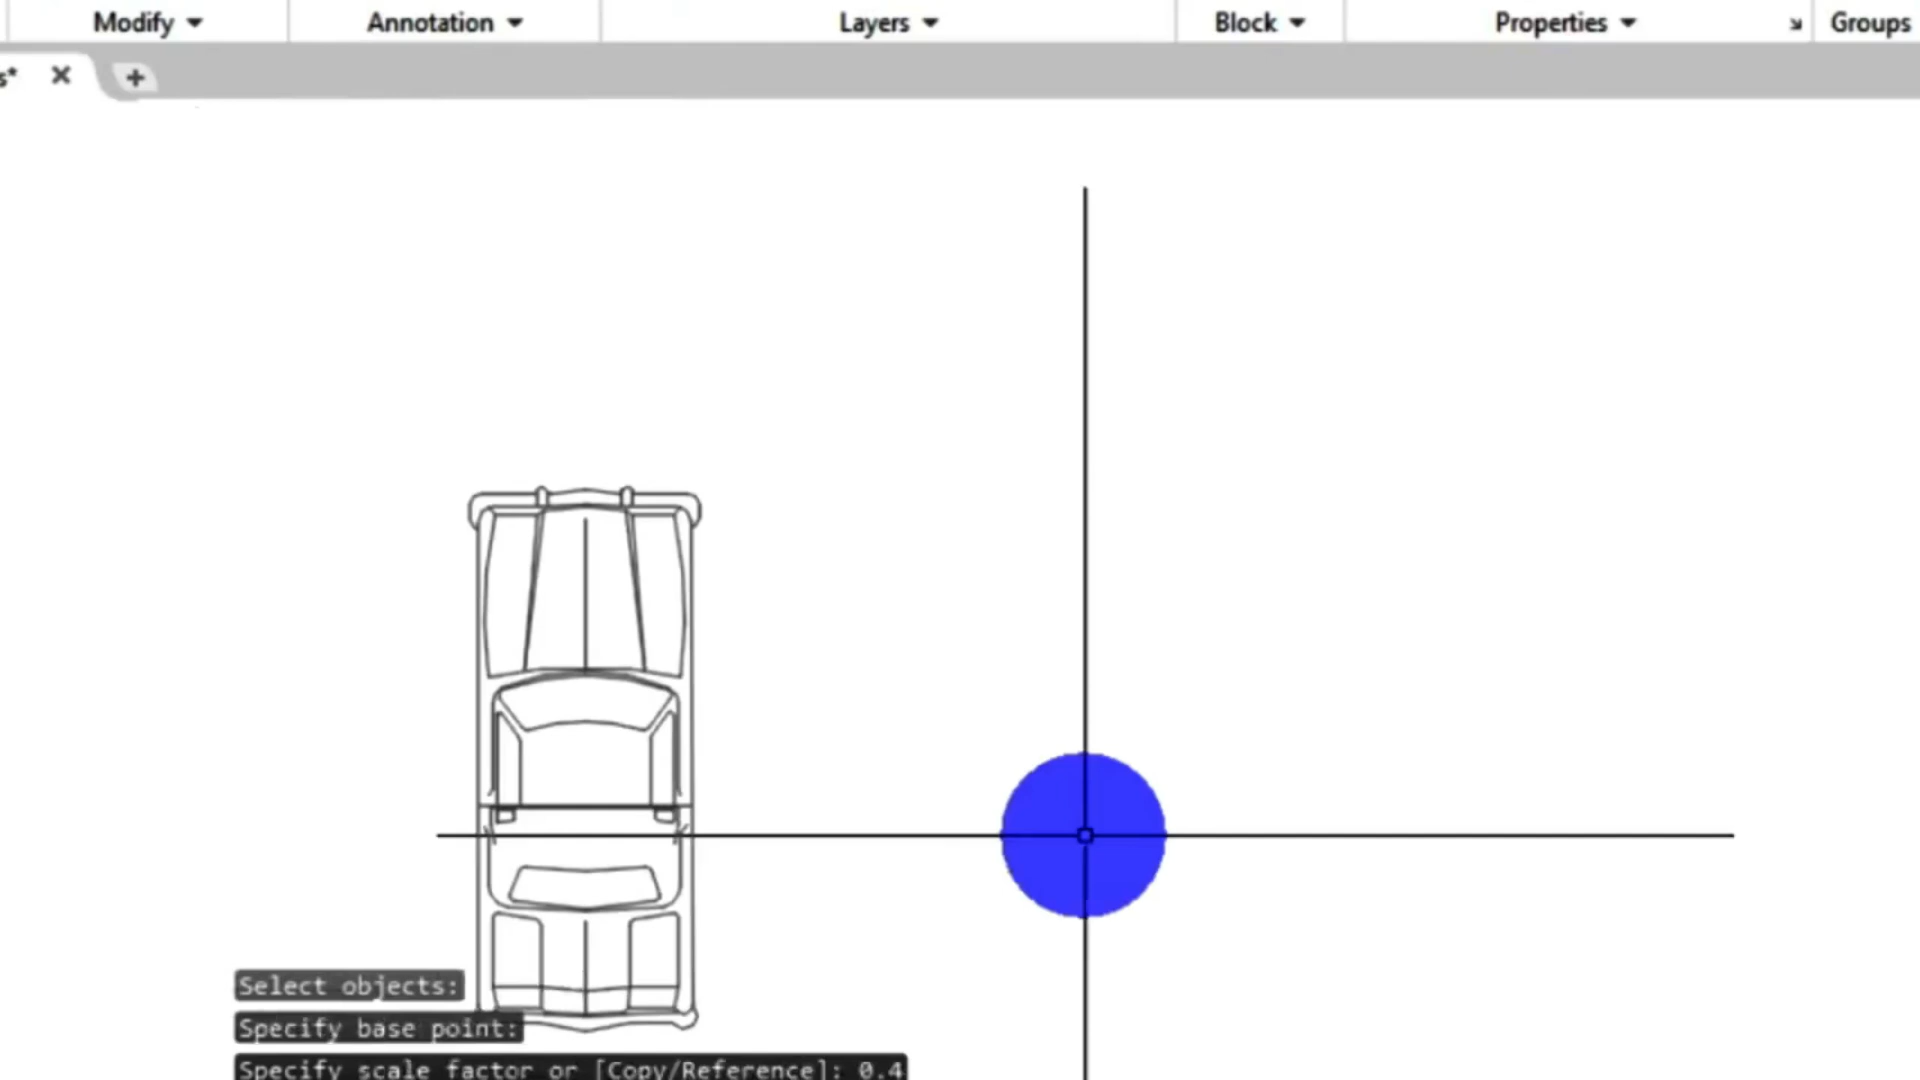 Modify Annotation Layers Block Properties Groups
s*
Select objects:
Specify base point:
Specify scale factor or [Copy/Reference]: 0.4